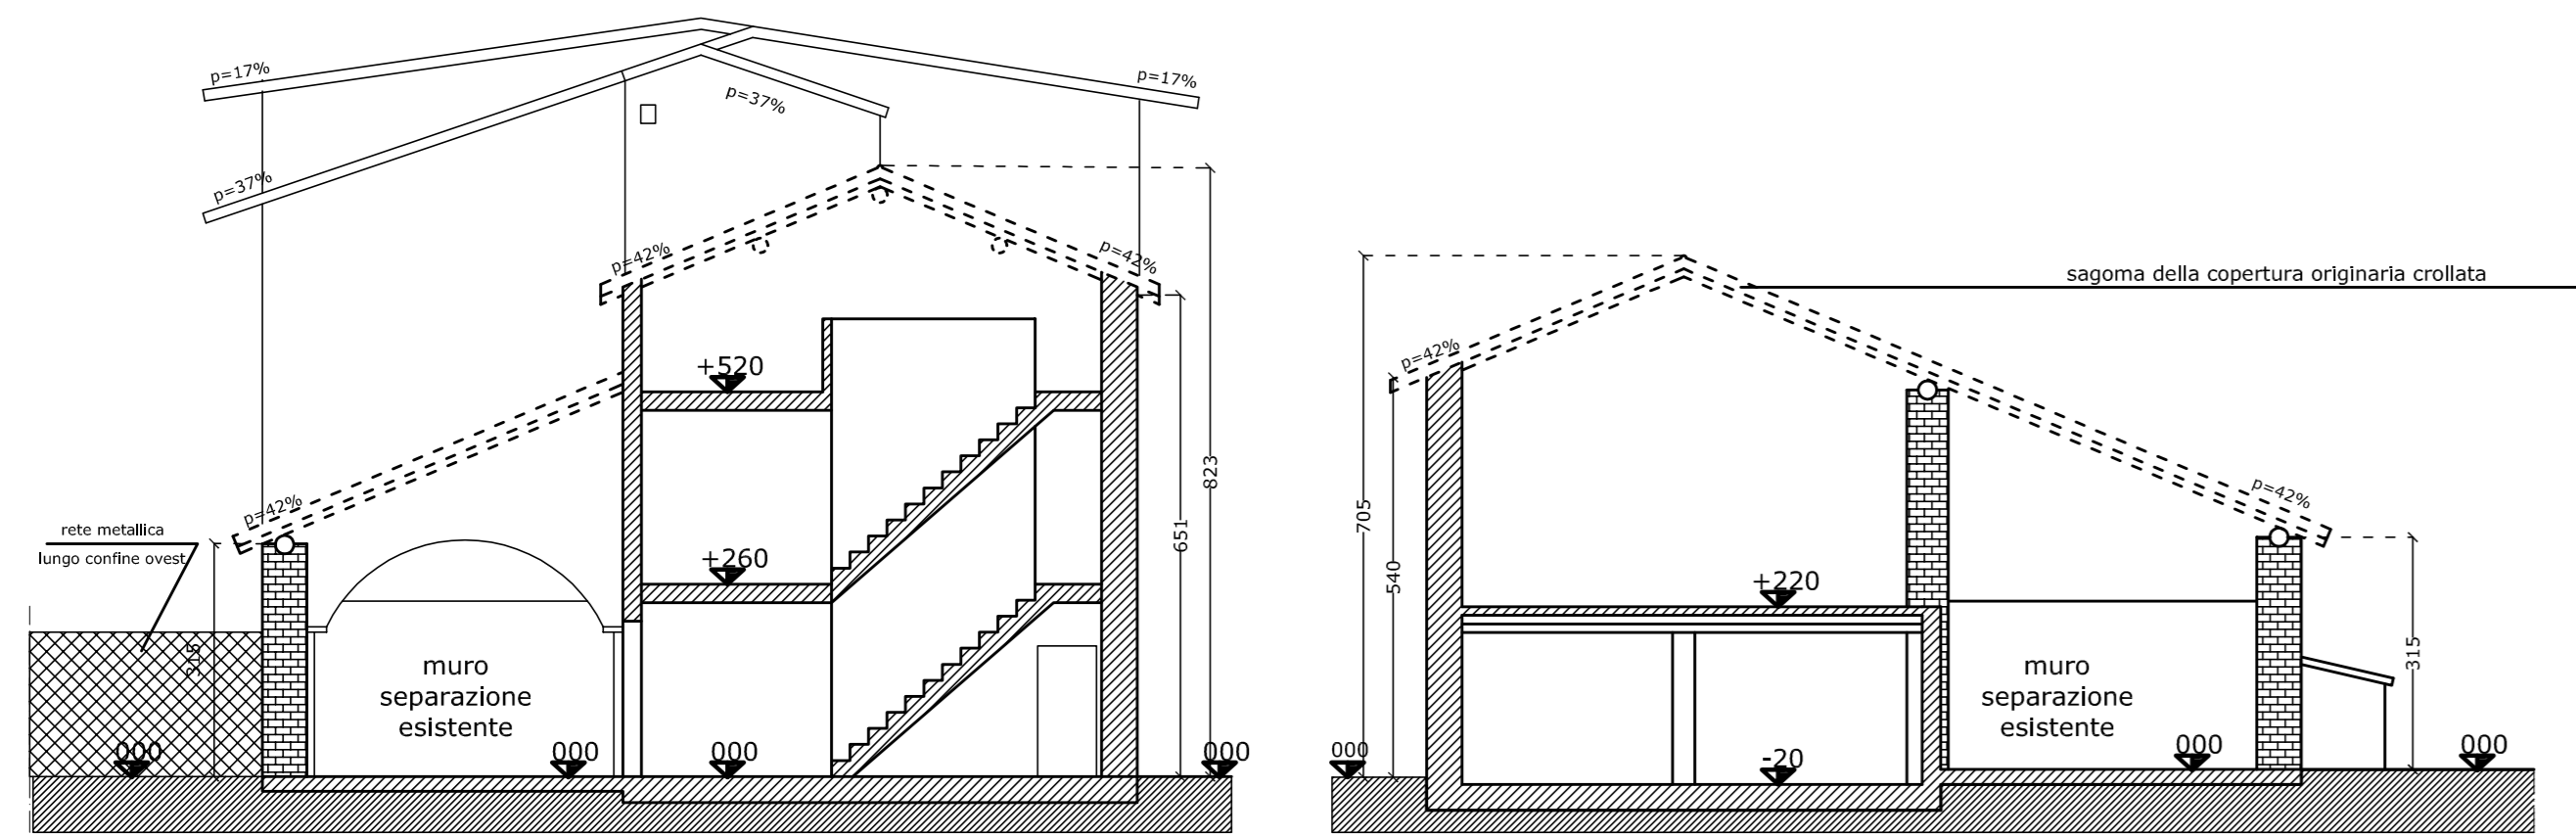 p=17%
p=17%
p=37%
p=37%
p=42%
p=42%
823
+520
p=42%
rete metallica
lungo confine ovest
651
+260
315
muro
separazione
esistente
000
000
000
000
sagoma della copertura originaria crollata
p=42%
p=42%
705
540
+220
315
muro
separazione
esistente
000
-20
000
000